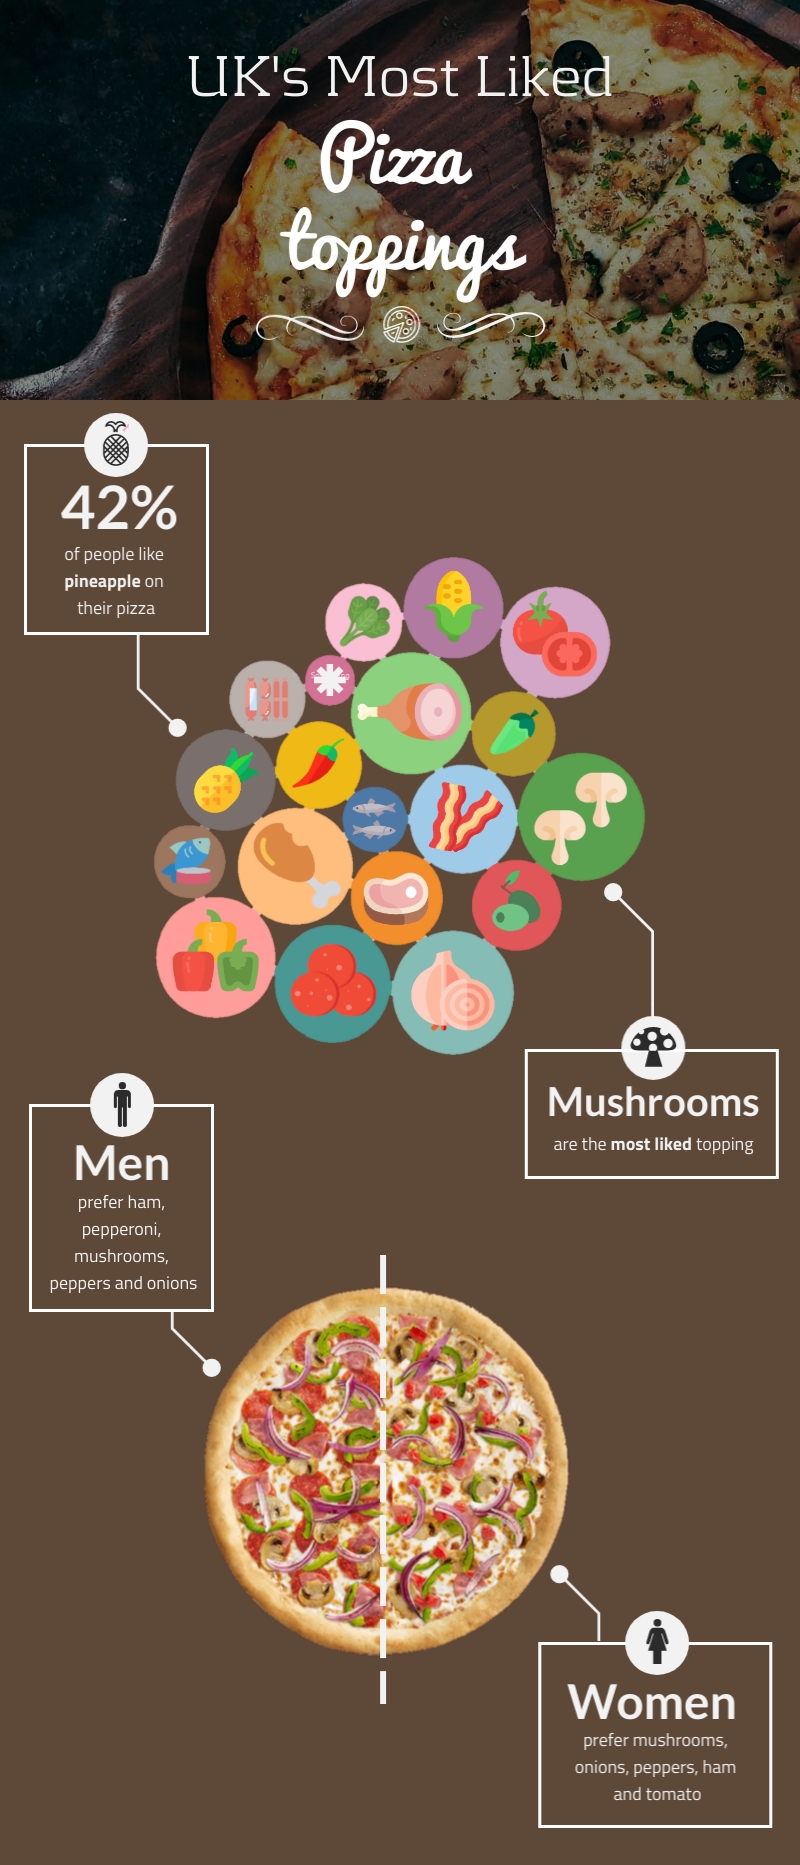 UK's Most Liked
Pizza
toppings
42%
of people like
pineapple on
their pizza
Mushrooms
are the most liked topping
Men
prefer ham,
pepperoni,
mushrooms,
peppers and onions
Women
prefer mushrooms,
onions, peppers, ham
and tomato